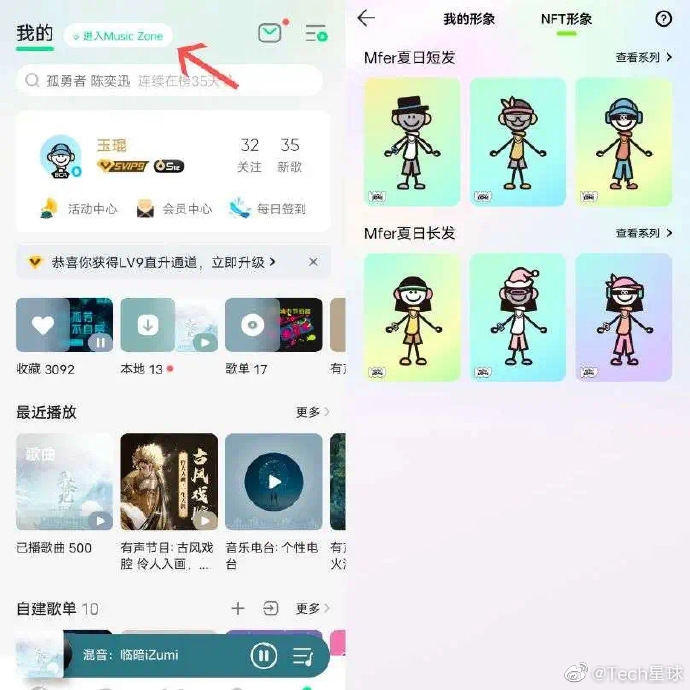 我的
进入Music Zone
孤勇者 陈奕迅 连续在榜35天
玉琨
SVIP9
32
35
关注
新歌
活动中心
会员中心
每日签到
恭喜你获得LV9直升通道，立即升级
收藏 3092
本地 13
歌单 17
有声
最近播放
更多
歌曲
古风戏腔
已播歌曲 500
有声节目: 古风戏
腔 伶人入画，...
音乐电台: 个性电
台
自建歌单 10
更多
混音：临暗iZumi
我的形象
NFT形象
Mfer夏日短发
查看系列
Mfer夏日长发
查看系列
@Tech星球